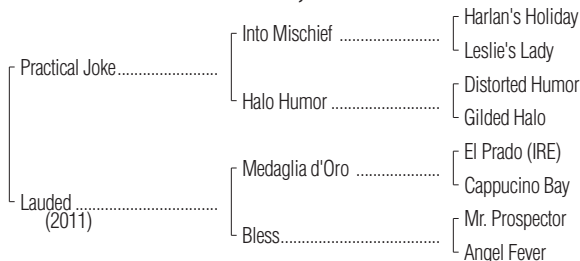 Harlan's Holiday
Into Mischief ....................
Leslie's Lady
Practical Joke........................
Distorted Humor
Halo Humor ......................
Gilded Halo
El Prado (IRE)
Medaglia d'Oro .................
Cappucino Bay
Lauded ..................................
(2011)
Mr. Prospector
Bless.................................
Angel Fever